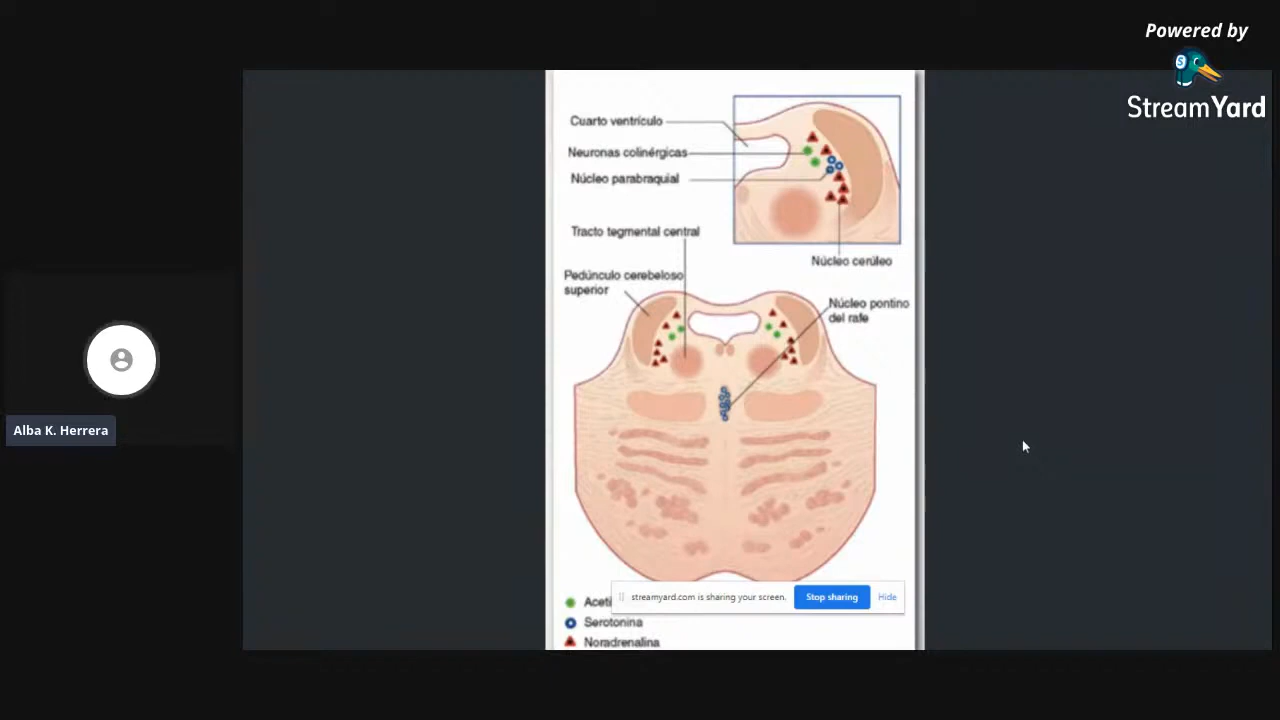 Powered by
StreamYard
Cuarto ventrículo
Neuronas colinérgicas
Núcleo parabraquial
Tracto tegmental central
Núcleo cerúleo
Pedúnculo cerebeloso
superior
Núcleo pontino
del rafe
Alba K. Herrera
streamyard.com is sharing your screen.
Stop sharing
Hide
Serotonina
Noradrenalina